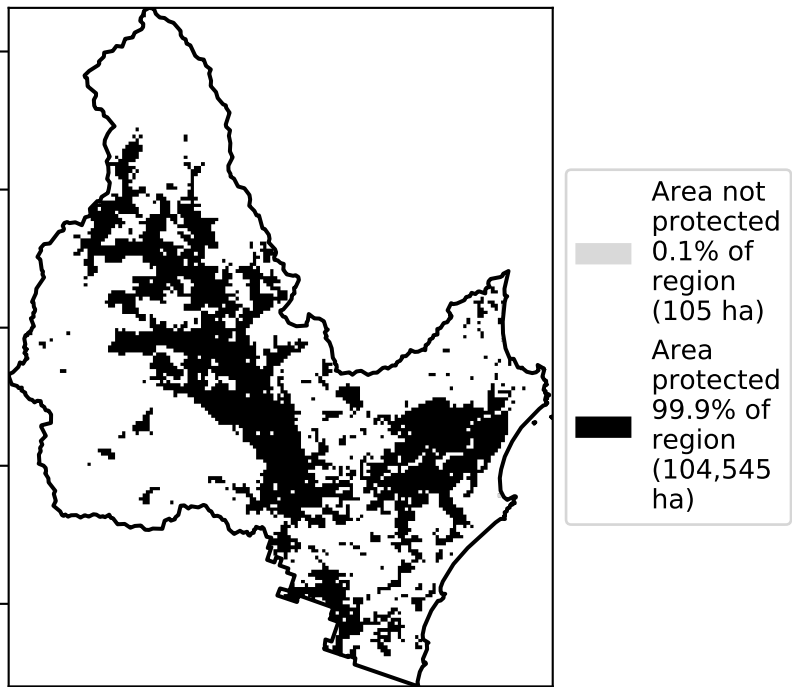 Area not
protected
0.1% of
region
(105 ha)
Area
protected
99.9% of
region
(104,545
ha)